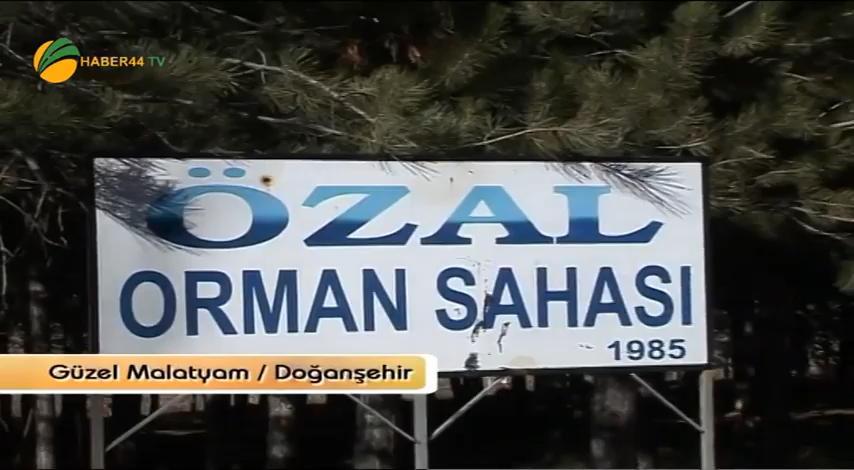 HABER44 TV
ÖZAL
ORMAN SAHASI
1985
Güzel Malatyam / Doğanşehir